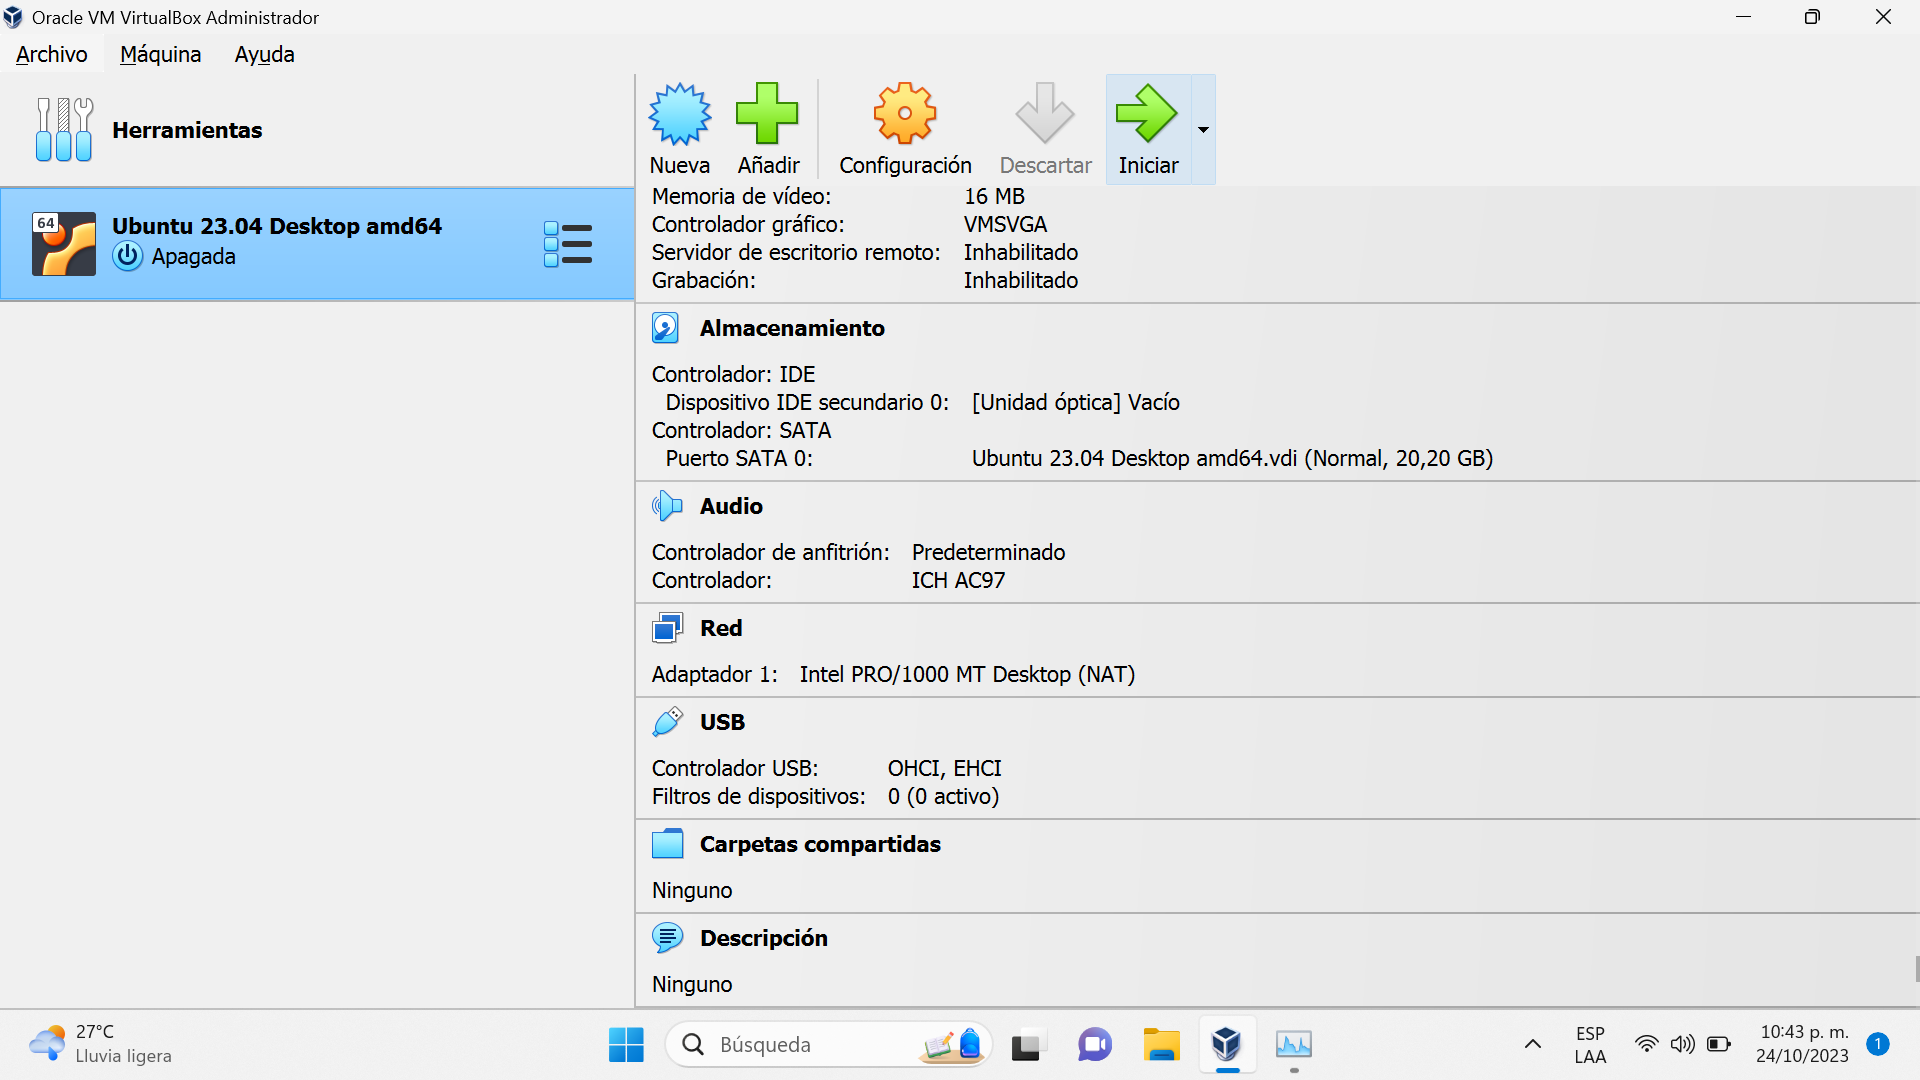 Oracle VM VirtualBox Administrador
Archivo Máquina Ayuda
Herramientas
64
Ubuntu 23.04 Desktop amd64
Apagada
Nueva Añadir Configuración Descartar Iniciar
Memoria de vídeo: 16 MB
Controlador gráfico: VMSVGA
Servidor de escritorio remoto: Inhabilitado
Grabación: Inhabilitado
Almacenamiento
Controlador: IDE
Dispositivo IDE secundario 0: [Unidad óptica] Vacío
Controlador: SATA
Puerto SATA 0: Ubuntu 23.04 Desktop amd64.vdi (Normal, 20,20 GB)
Audio
Controlador de anfitrión: Predeterminado
Controlador: ICH AC97
Red
Adaptador 1: Intel PRO/1000 MT Desktop (NAT)
USB
Controlador USB: OHCI, EHCI
Filtros de dispositivos: 0 (0 activo)
Carpetas compartidas
Ninguno
Descripción
Ninguno
27°C
Lluvia ligera
Búsqueda
ESP
LAA
10:43 p. m.
24/10/2023
1